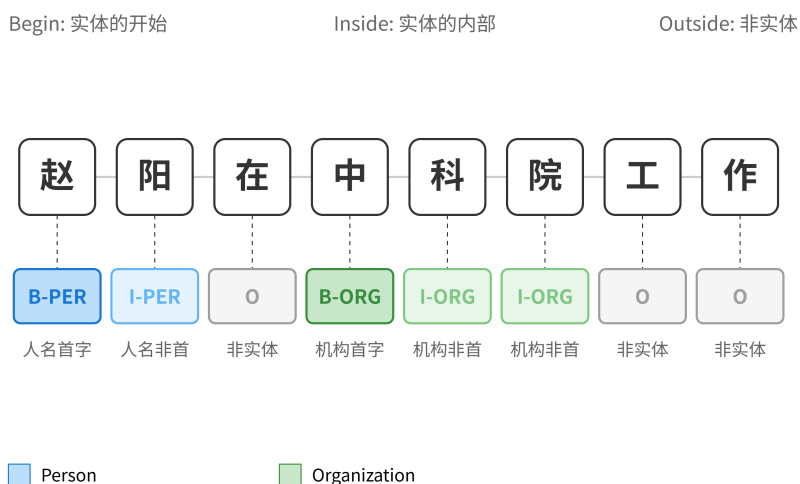 Begin: 实体的开始 Inside: 实体的内部 Outside: 非实体
赵 阳 在 中 科 院 工 作
B-PER I-PER O B-ORG I-ORG I-ORG O O
人名首字 人名非首 非实体 机构首字 机构非首 机构非首 非实体 非实体
Person Organization